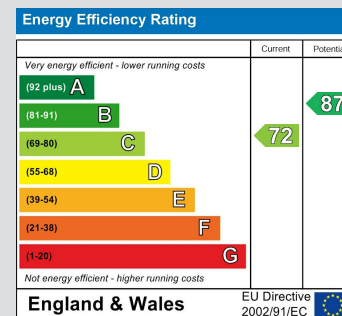 Energy Efficiency Rating
Current
Very energy efficient - lower running costs
(92 plus) A
(81-91) B
87
(69-80) C
72
(55-68) D
(39-54) E
(21-38) F
(1-20) G
Not energy efficient - higher running costs
England & Wales
EU Directive
2002/91/EC